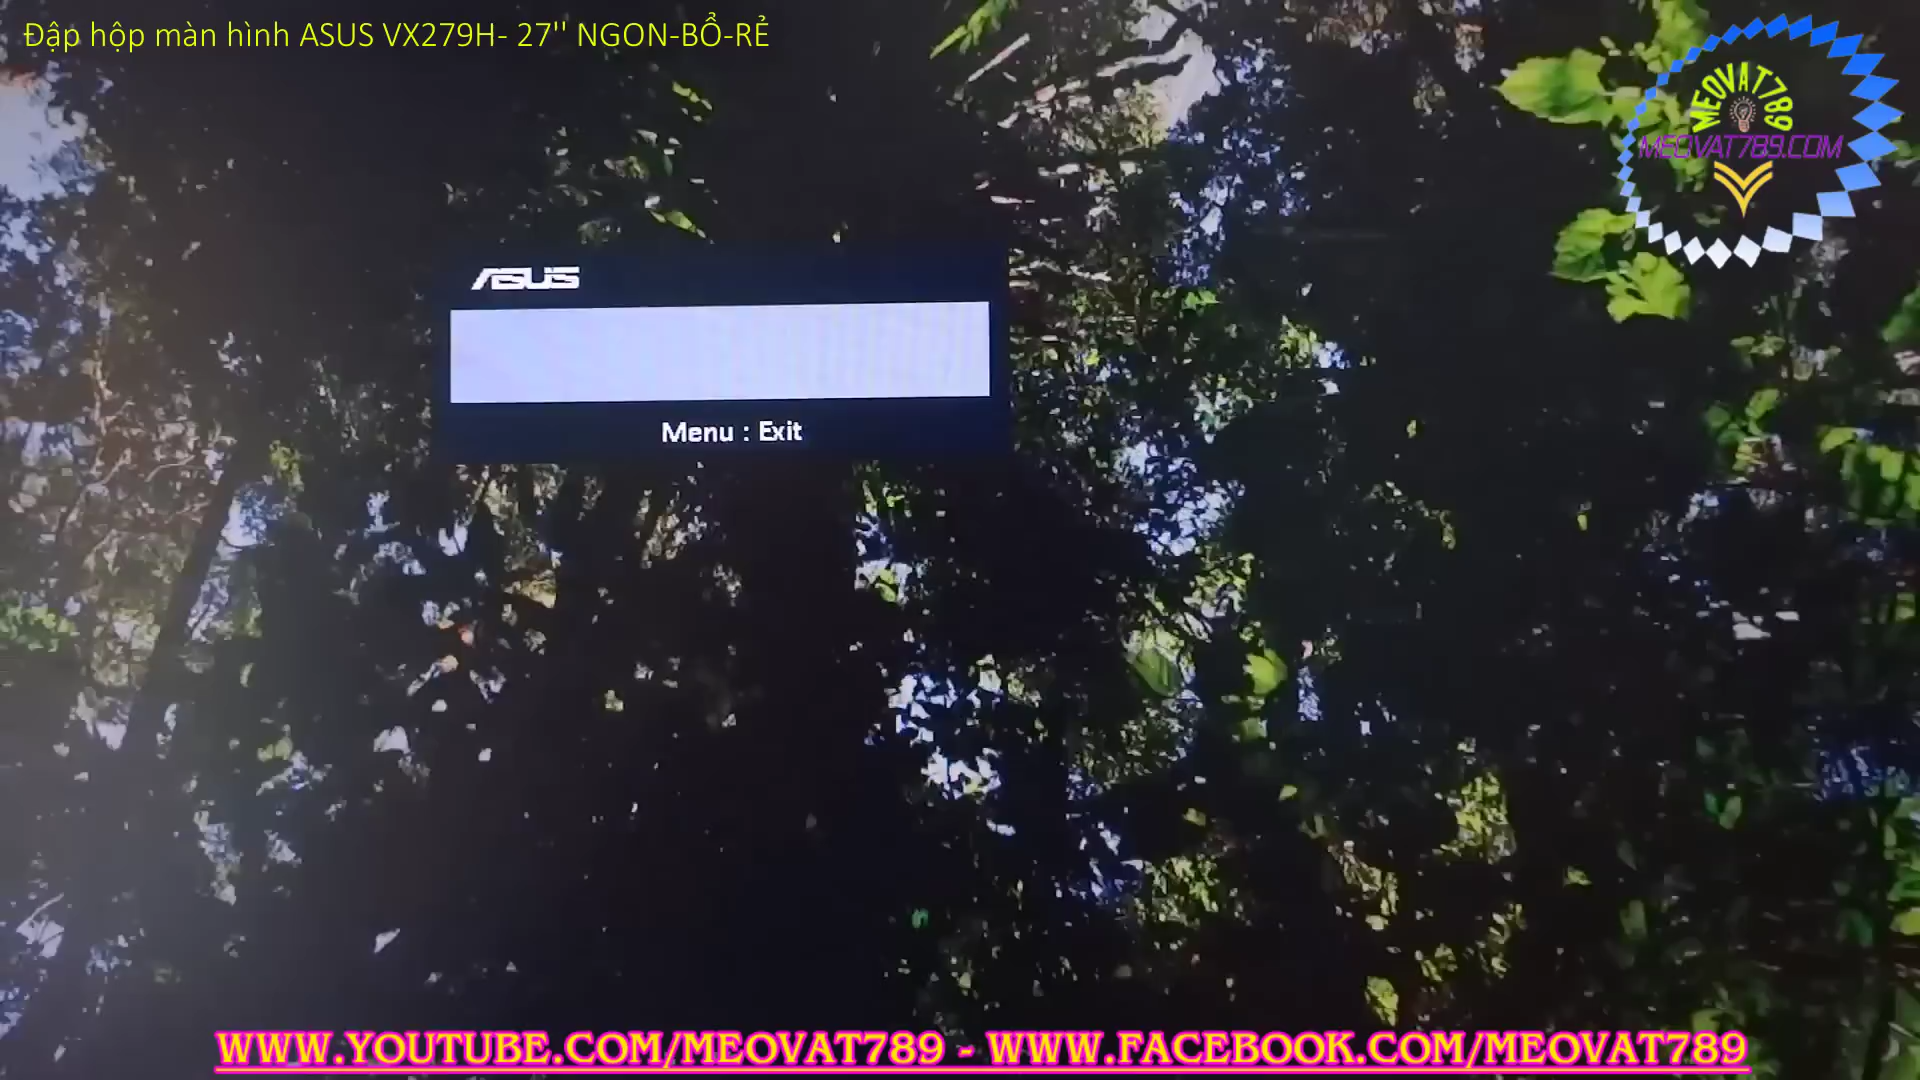 Đập hộp màn hình ASUS VX279H- 27'' NGON-BỔ-RẺ
MEOVAT789
MEOVAT789.COM
ASUS
Menu : Exit
WWW.YOUTUBE.COM/MEOVAT789 - WWW.FACEBOOK.COM/MEOVAT789